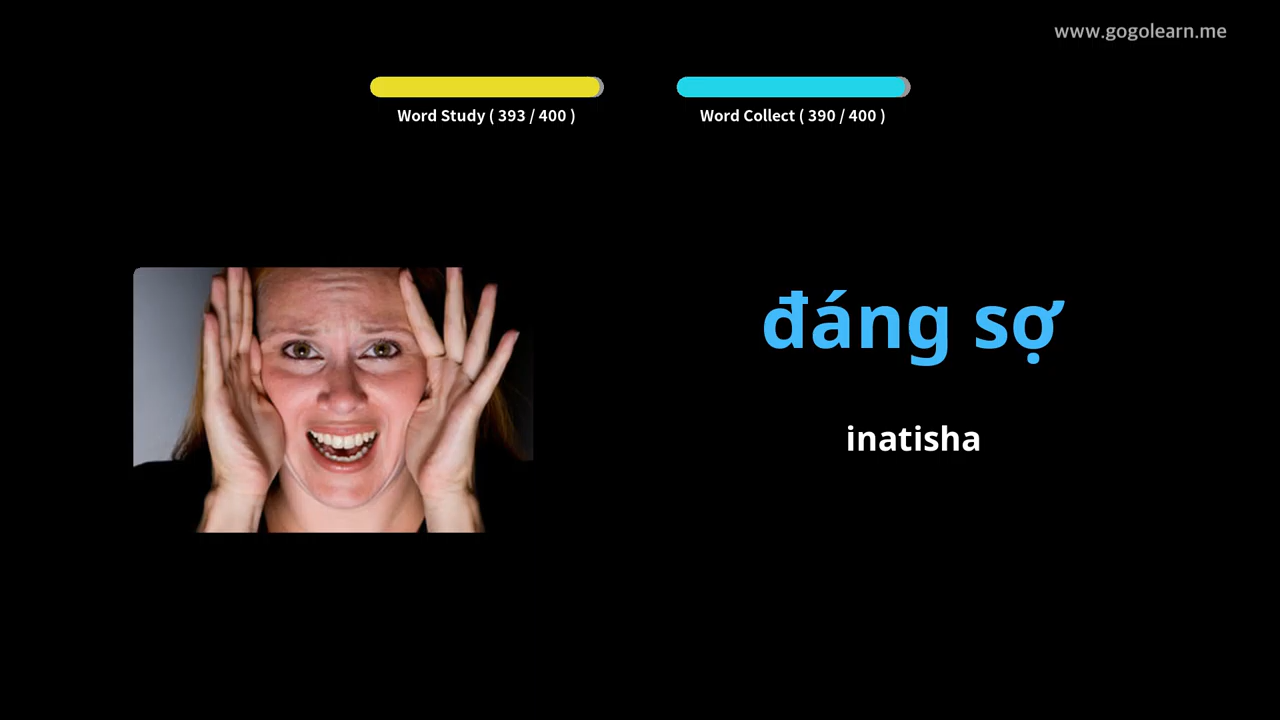 www.gogolearn.me
Word Study ( 393 / 400 )
Word Collect ( 390 / 400 )
đáng sợ
inatisha